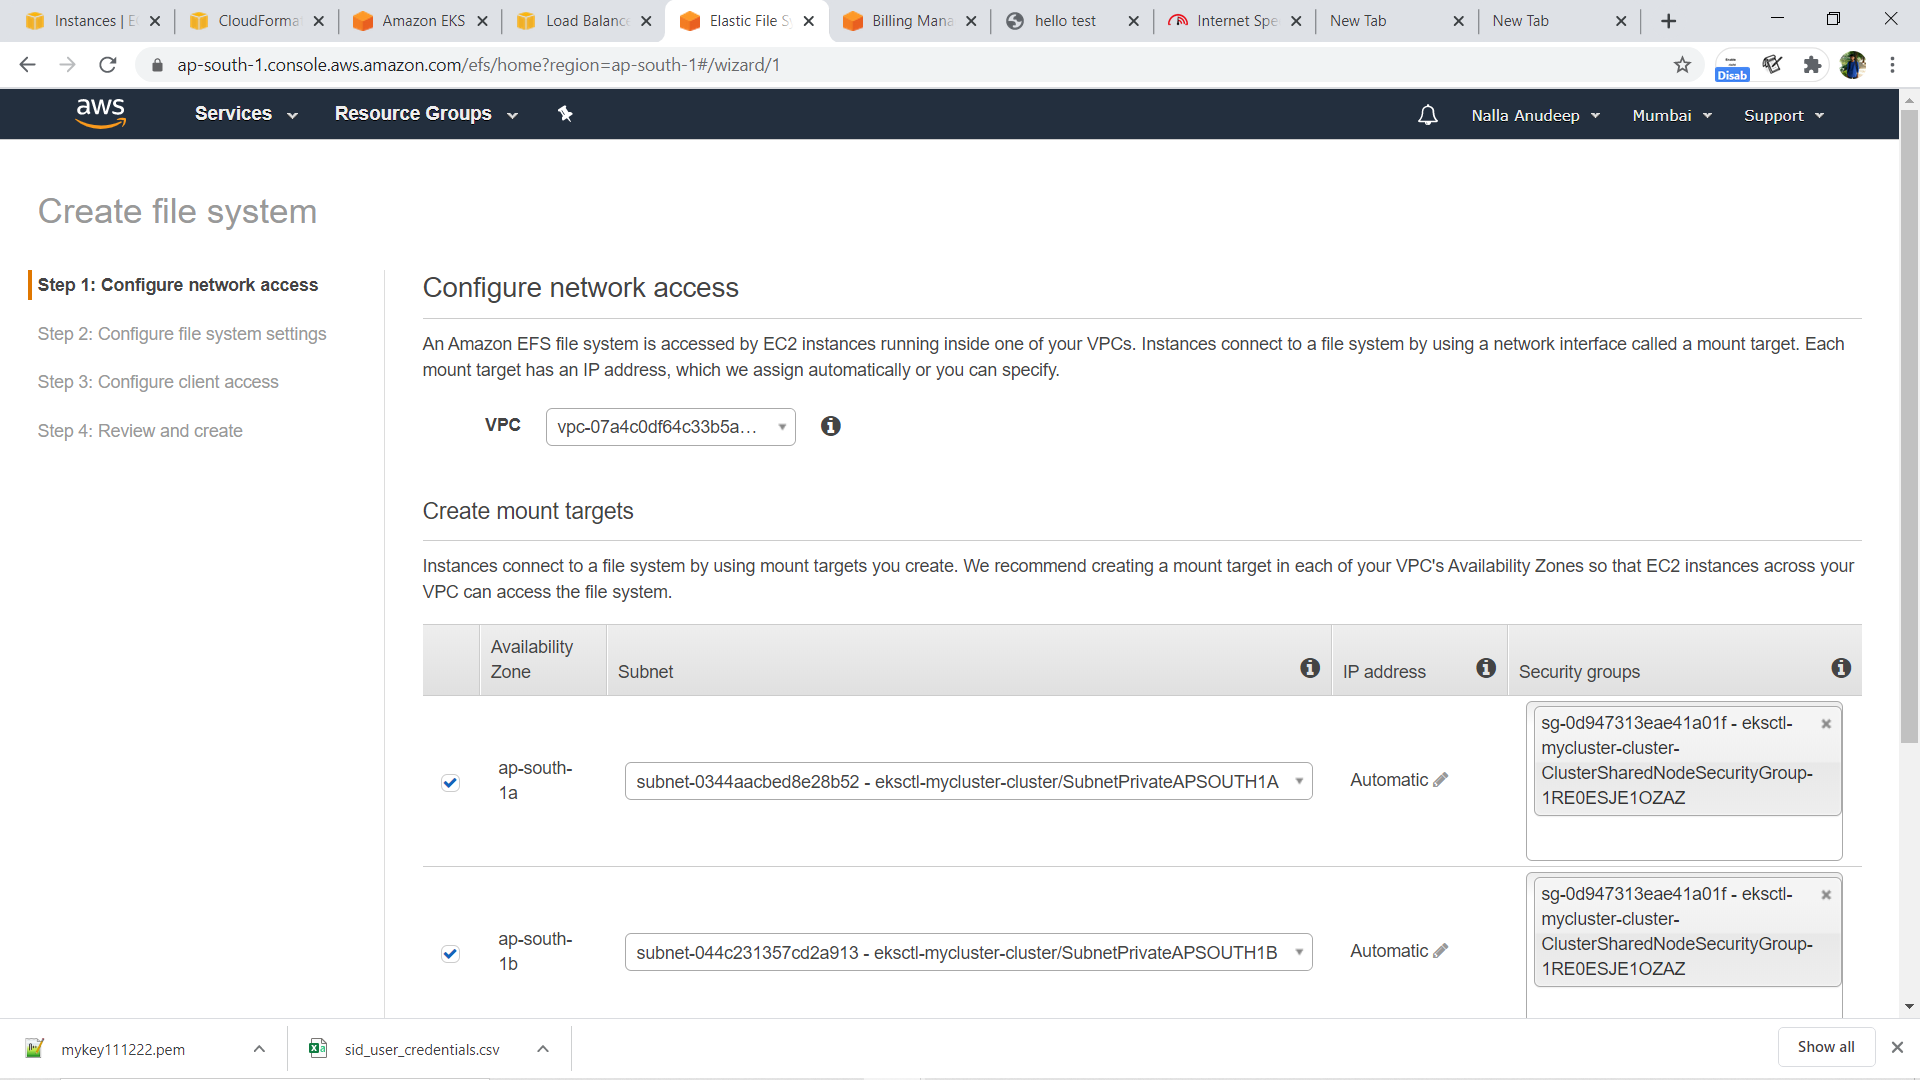 Instances | E
CloudForma
Amazon EKS
Load Balance
Elastic File Sy
Billing Mana
hello test
Internet Spe
New Tab
New Tab
ap-south-1.console.aws.amazon.com/efs/home?region=ap-south-1#/wizard/1
Disab
aws
Services
Resource Groups
Nalla Anudeep
Mumbai
Support
Create file system
Step 1: Configure network access
Step 2: Configure file system settings
Step 3: Configure client access
Step 4: Review and create
Configure network access
An Amazon EFS file system is accessed by EC2 instances running inside one of your VPCs. Instances connect to a file system by using a network interface called a mount target. Each
mount target has an IP address, which we assign automatically or you can specify.
VPC
vpc-07a4c0df64c33b5a...
Create mount targets
Instances connect to a file system by using mount targets you create. We recommend creating a mount target in each of your VPC's Availability Zones so that EC2 instances across your
VPC can access the file system.
Availability
Zone
Subnet
IP address
Security groups
ap-south-
1a
subnet-0344aacbed8e28b52 - eksctl-mycluster-cluster/SubnetPrivateAPSOUTH1A
Automatic
sg-0d947313eae41a01f - eksctl-
mycluster-cluster-
ClusterSharedNodeSecurityGroup-
1RE0ESJE1OZAZ
ap-south-
1b
subnet-044c231357cd2a913 - eksctl-mycluster-cluster/SubnetPrivateAPSOUTH1B
Automatic
sg-0d947313eae41a01f - eksctl-
mycluster-cluster-
ClusterSharedNodeSecurityGroup-
1RE0ESJE1OZAZ
mykey111222.pem
sid_user_credentials.csv
Show all